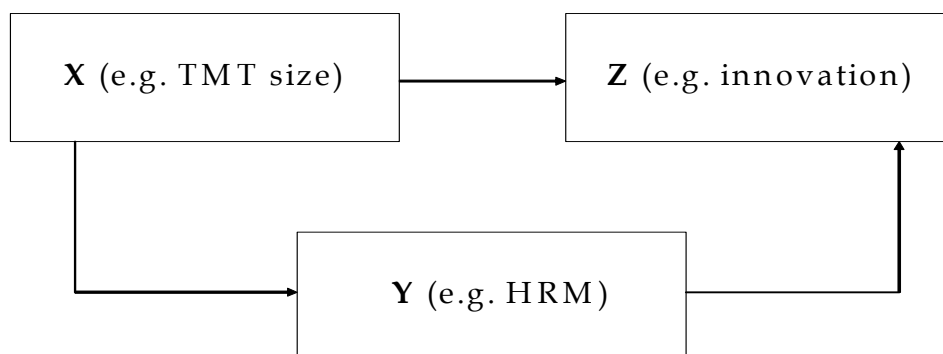 X (e.g. TMT size)
Z (e.g. innovation)
Y (e.g. HRM)